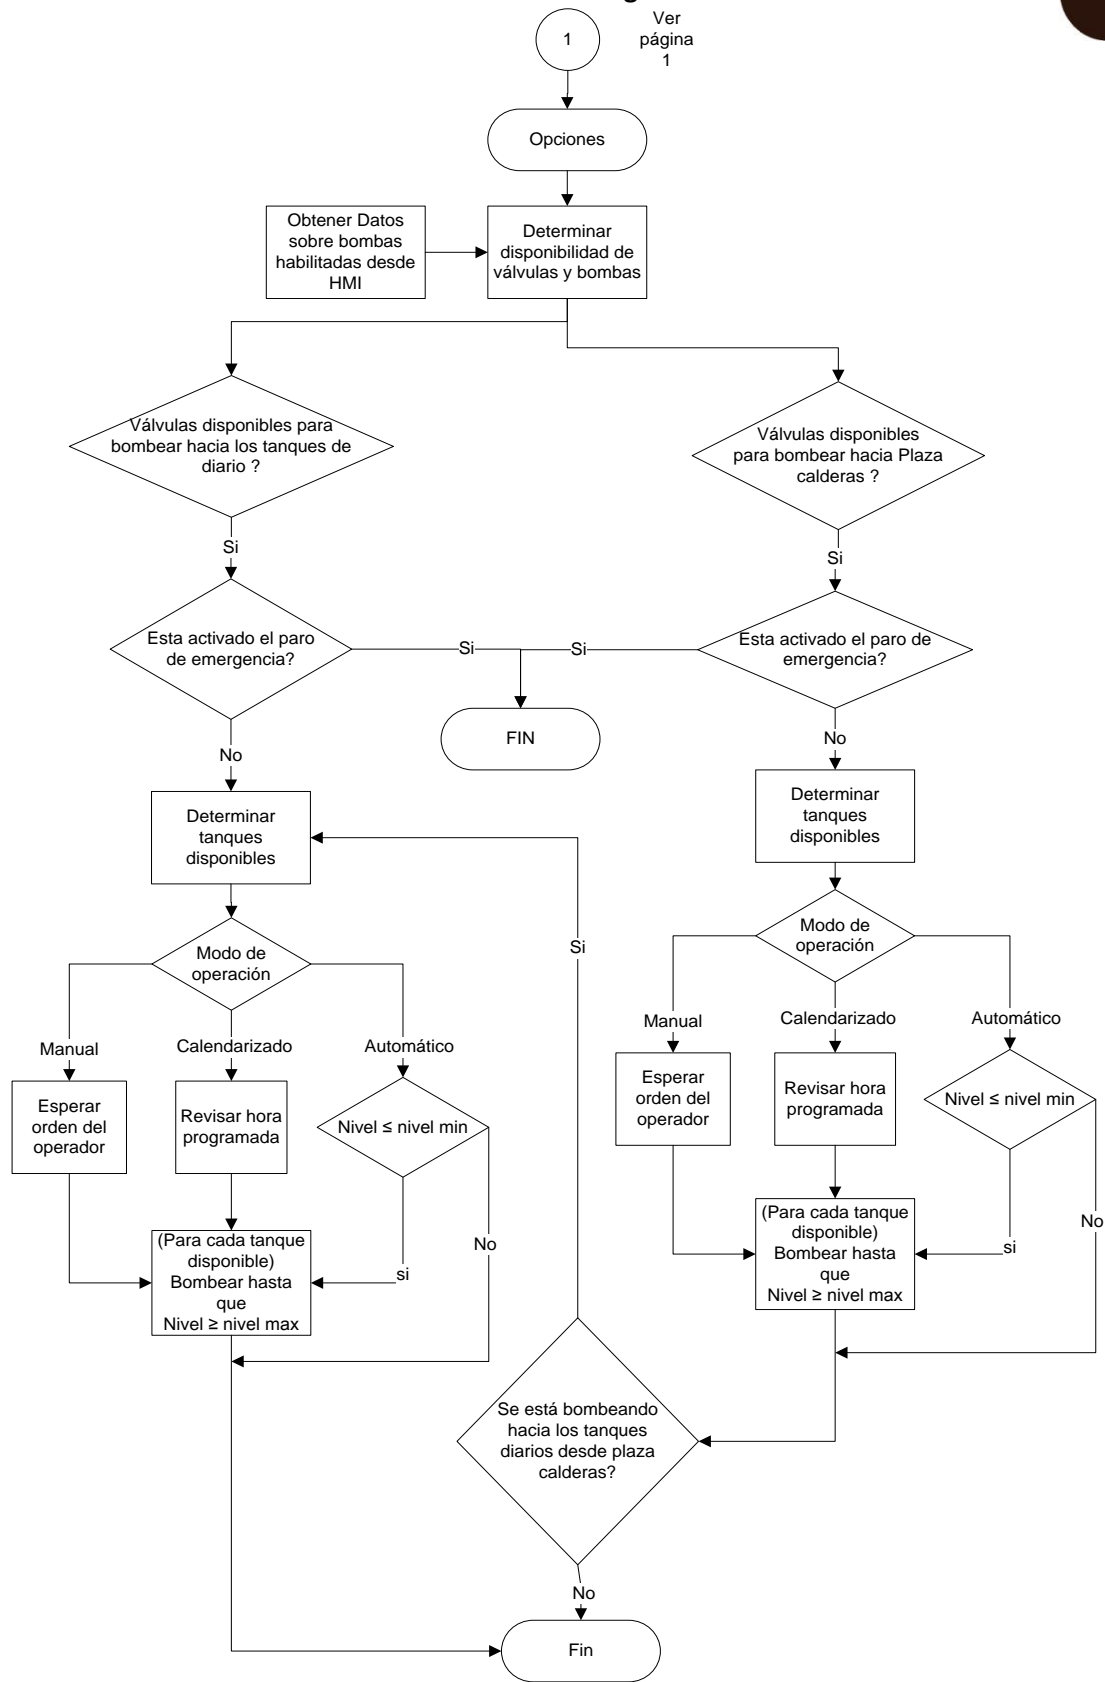 1
Ver
página
1
Opciones
Obtener Datos
sobre bombas
habilitadas desde
HMI
Determinar
disponibilidad de
válvulas y bombas
Válvulas disponibles para
bombear hacia los tanques de
diario ?
Válvulas disponibles
para bombear hacia Plaza
calderas ?
Si
Si
Esta activado el paro
de emergencia?
Si
Si
Esta activado el paro de
emergencia?
FIN
No
No
Determinar
tanques
disponibles
Determinar
tanques
disponibles
Modo de
operación
Si
Modo de
operación
Manual
Calendarizado
Automático
Manual
Calendarizado
Automático
Esperar
orden del
operador
Revisar hora
programada
Nivel ≤ nivel min
Esperar
orden del
operador
Revisar hora
programada
Nivel ≤ nivel min
(Para cada tanque
disponible)
Bombear hasta
que
Nivel ≥ nivel max
si
No
(Para cada tanque
disponible)
Bombear hasta
que
Nivel ≥ nivel max
si
No
Se está bombeando
hacia los tanques
diarios desde plaza
calderas?
No
Fin